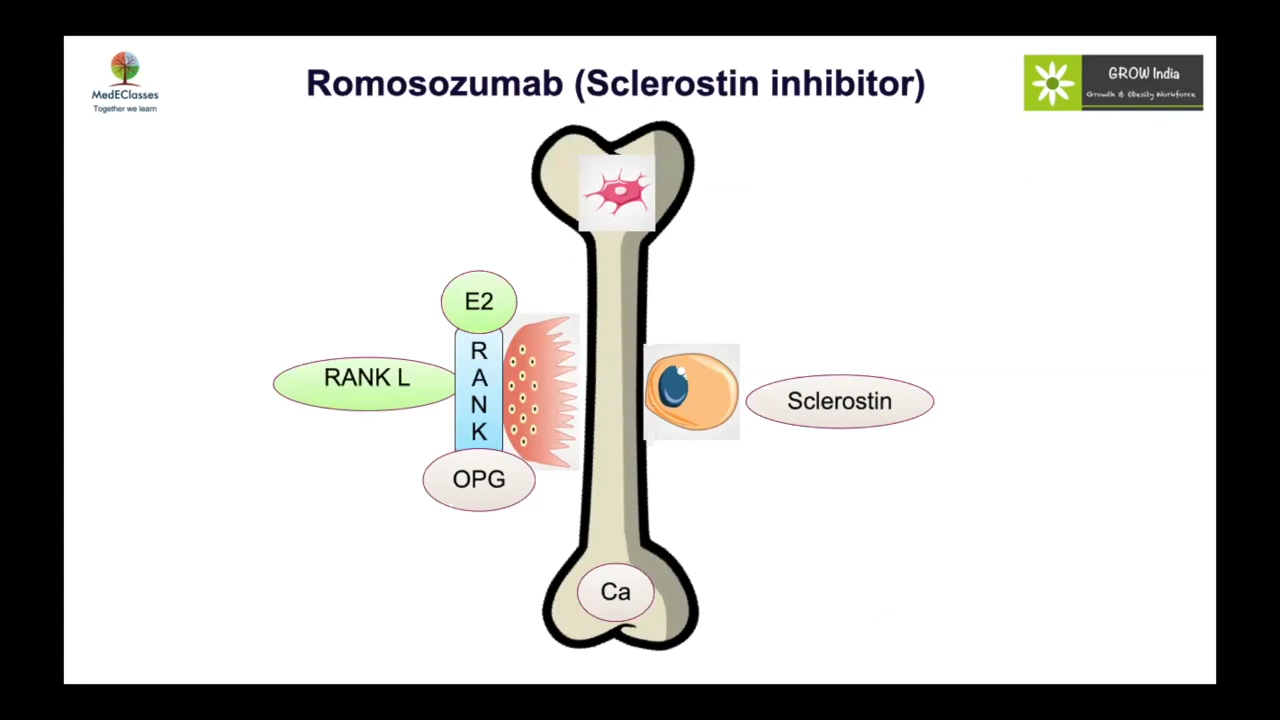 MedEClasses
Together we learn
Romosozumab (Sclerostin inhibitor)
GROW India
Growth & Obesity Workforce
E2
RANK L
R
A
N
K
OPG
Sclerostin
Ca